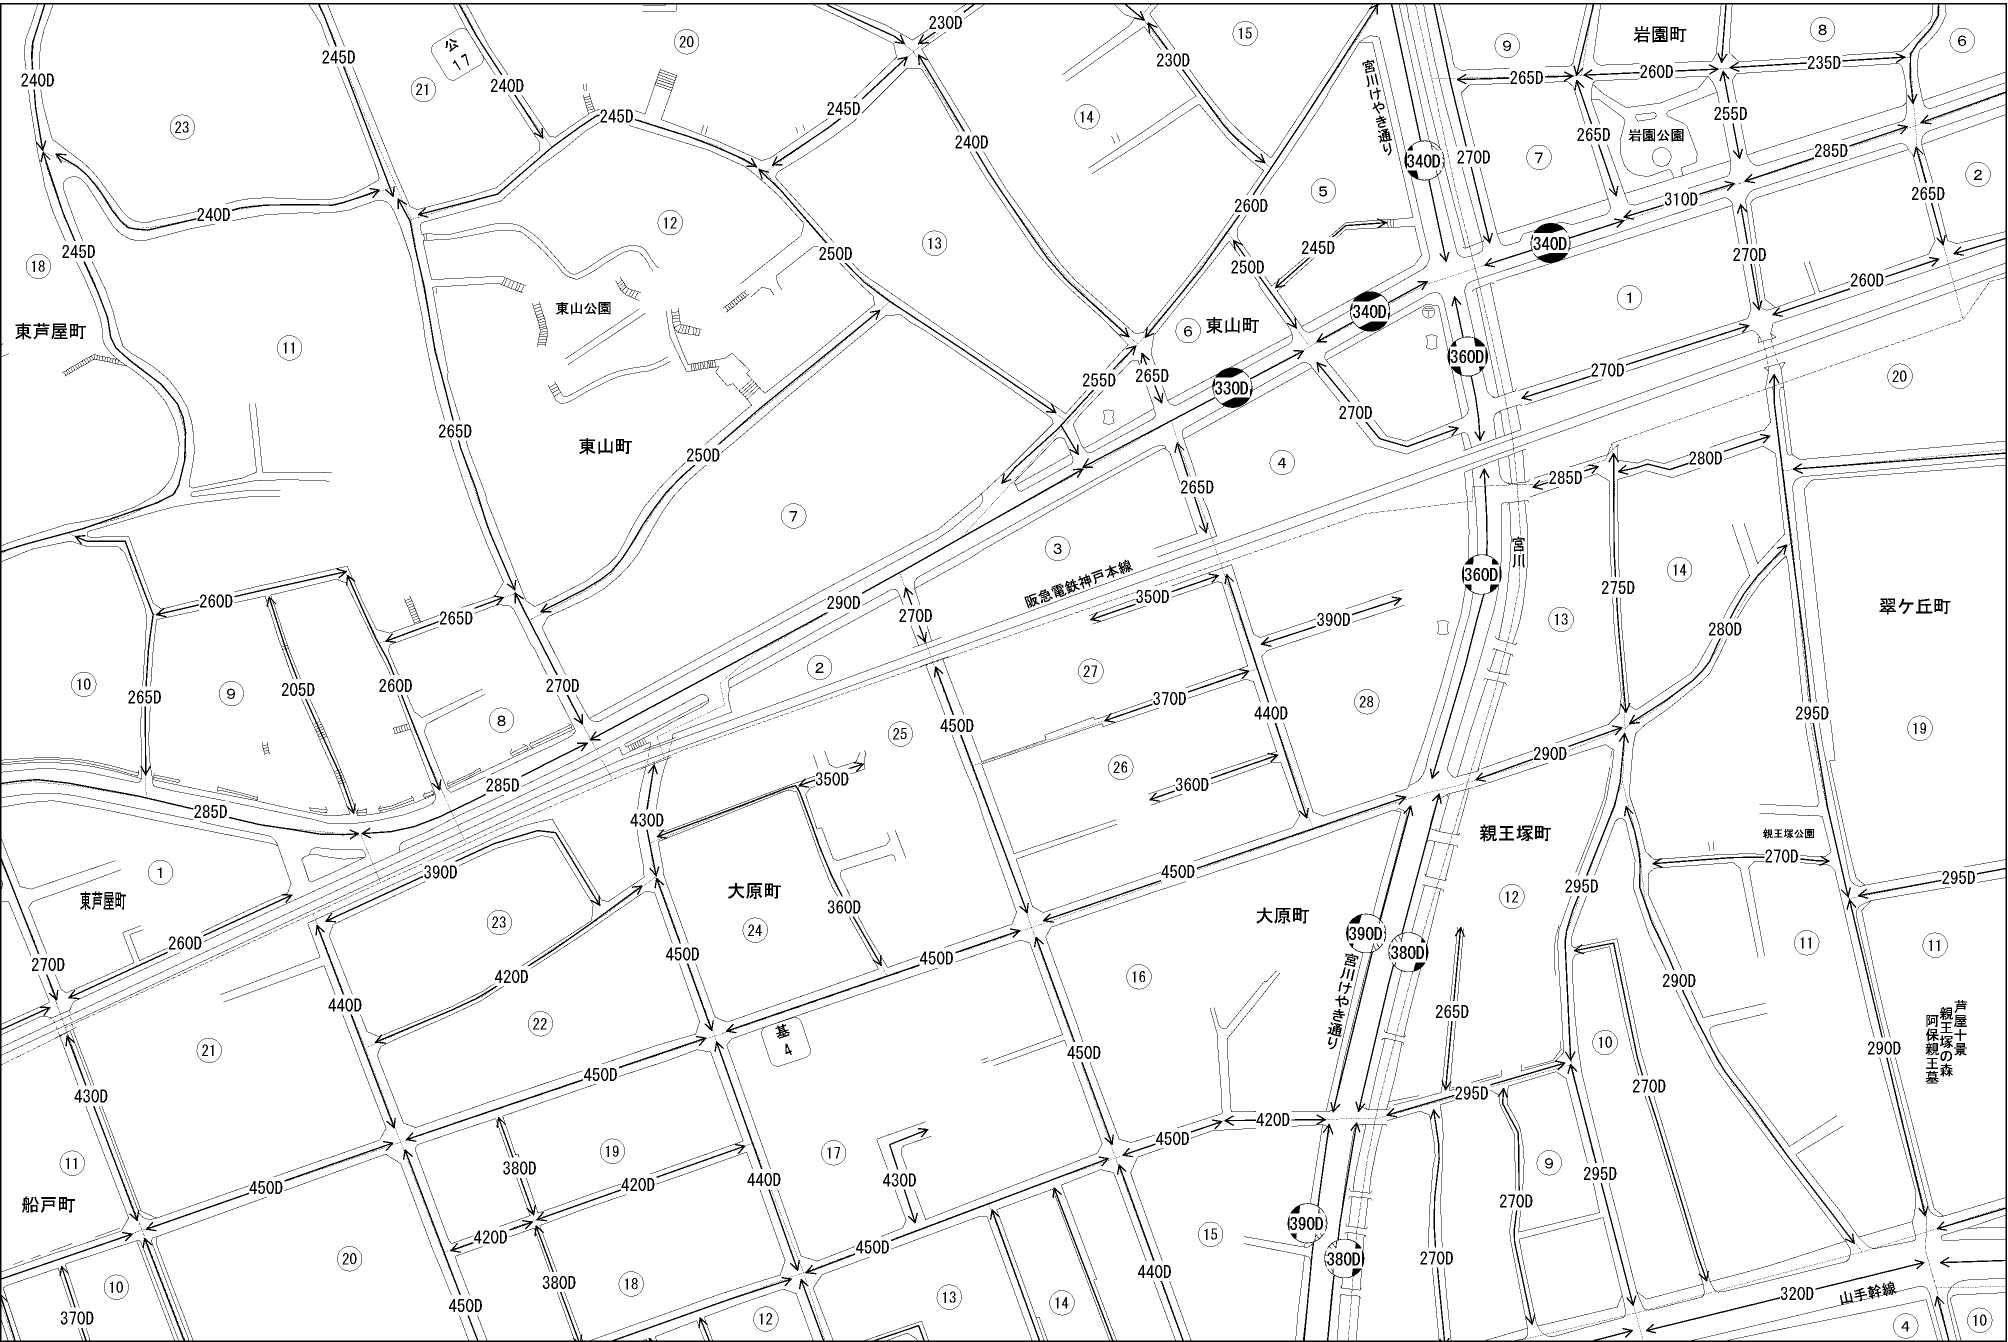 230D
20
15
岩園町
8
9
6
公
17
245D
240D
21
240D
230D
宮川けやき通り
265D
260D
235D
23
245D
245D
14
240D
255D
265D
岩園公園
340D
270D
7
285D
2
240D
12
13
260D
5
265D
310D
245D
18
250D
250D
245D
340D
270D
260D
東山公園
340D
1
東芦屋町
11
6
東山町
360D
255D
265D
330D
270D
20
265D
東山町
250D
270D
4
280D
285D
265D
7
3
宮川
阪急電鉄神戸本線
360D
275D
14
翠ケ丘町
260D
265D
290D
270D
350D
390D
13
280D
10
265D
9
205D
260D
270D
8
2
27
370D
28
450D
440D
295D
19
25
285D
285D
350D
26
360D
290D
430D
親王塚町
親王塚公園
270D
1
東芦屋町
390D
450D
295D
295D
大原町
360D
大原町
12
23
24
390D
380D
260D
450D
450D
11
11
270D
420D
16
宮川けやき通り
290D
440D
265D
芦屋十景
親王塚の森
阿保親王墓
22
基
4
21
450D
10
290D
450D
270D
430D
295D
420D
450D
11
380D
19
17
9
295D
450D
420D
440D
430D
270D
船戸町
420D
450D
15
390D
380D
270D
20
380D
18
440D
10
450D
13
14
山手幹線
320D
370D
12
4
10